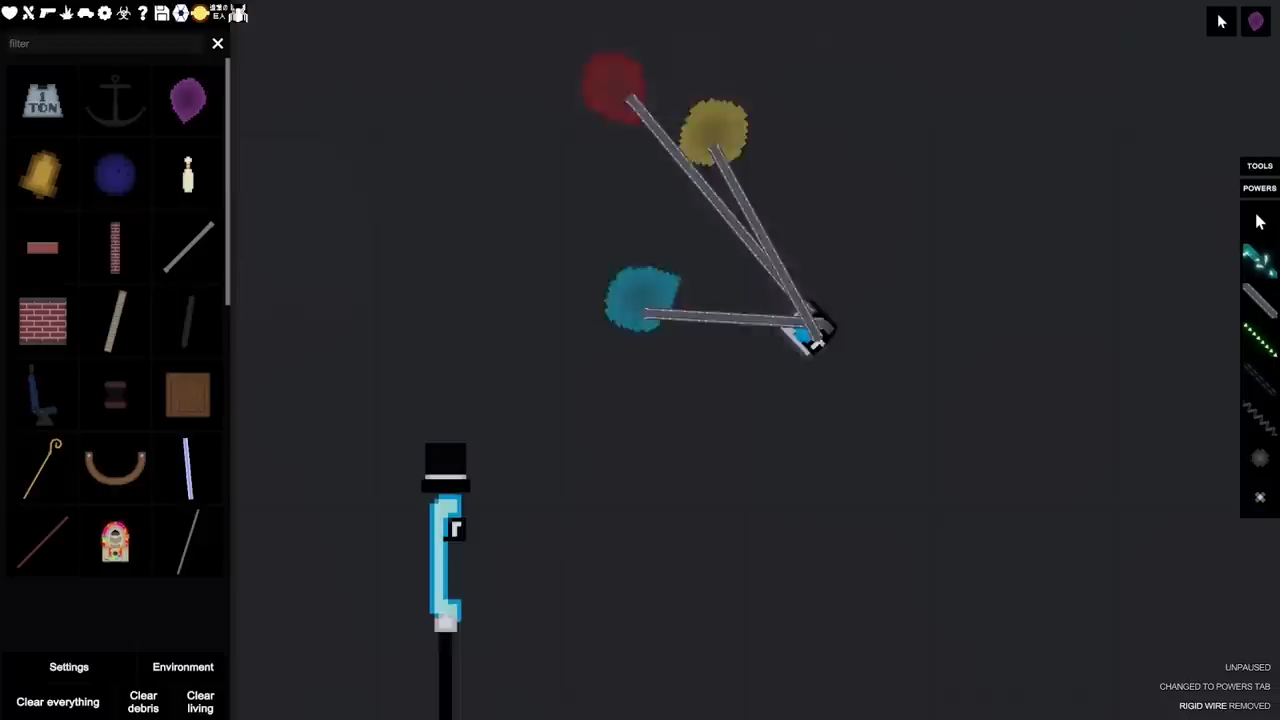 ?
filter
1
TON
Settings
Environment
Clear everything
Clear
debris
Clear
living
TOOLS
POWERS
UNPAUSED
CHANGED TO POWERS TAB
RIGID WIRE REMOVED